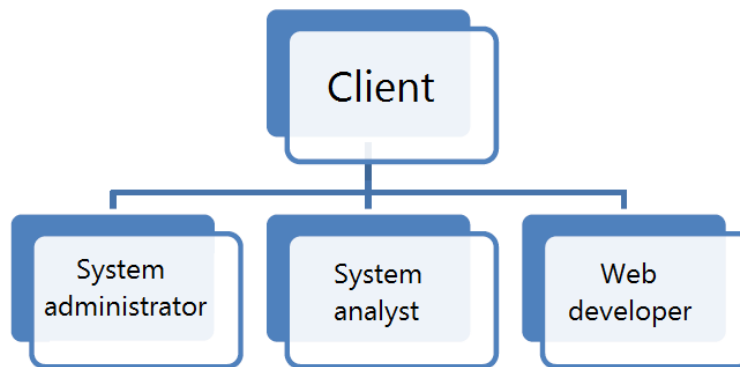 Client
System
administrator
System
analyst
Web
developer